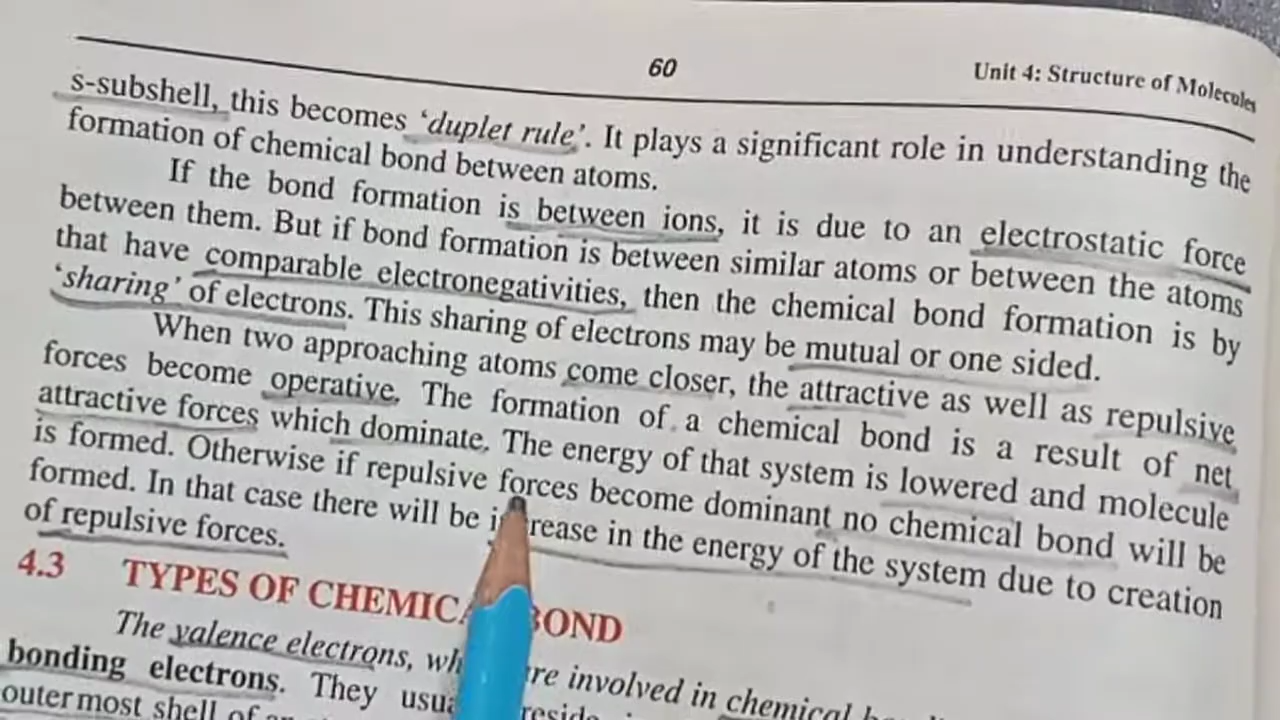 60
Unit 4: Structure of Molecules
s-subshell, this becomes ‘duplet rule’. It plays a significant role in understanding the
formation of chemical bond between atoms.
If the bond formation is between ions, it is due to an electrostatic force
between them. But if bond formation is between similar atoms or between the atoms
that have comparable electronegativities, then the chemical bond formation is by
‘sharing’ of electrons. This sharing of electrons may be mutual or one sided.
When two approaching atoms come closer, the attractive as well as repulsive
forces become operative. The formation of a chemical bond is a result of net
attractive forces which dominate. The energy of that system is lowered and molecule
is formed. Otherwise if repulsive forces become dominant no chemical bond will be
formed. In that case there will be increase in the energy of the system due to creation
of repulsive forces.
4.3 TYPES OF CHEMICAL BOND
The valence electrons, are involved in chemical
bonding electrons. They
outermost shell of